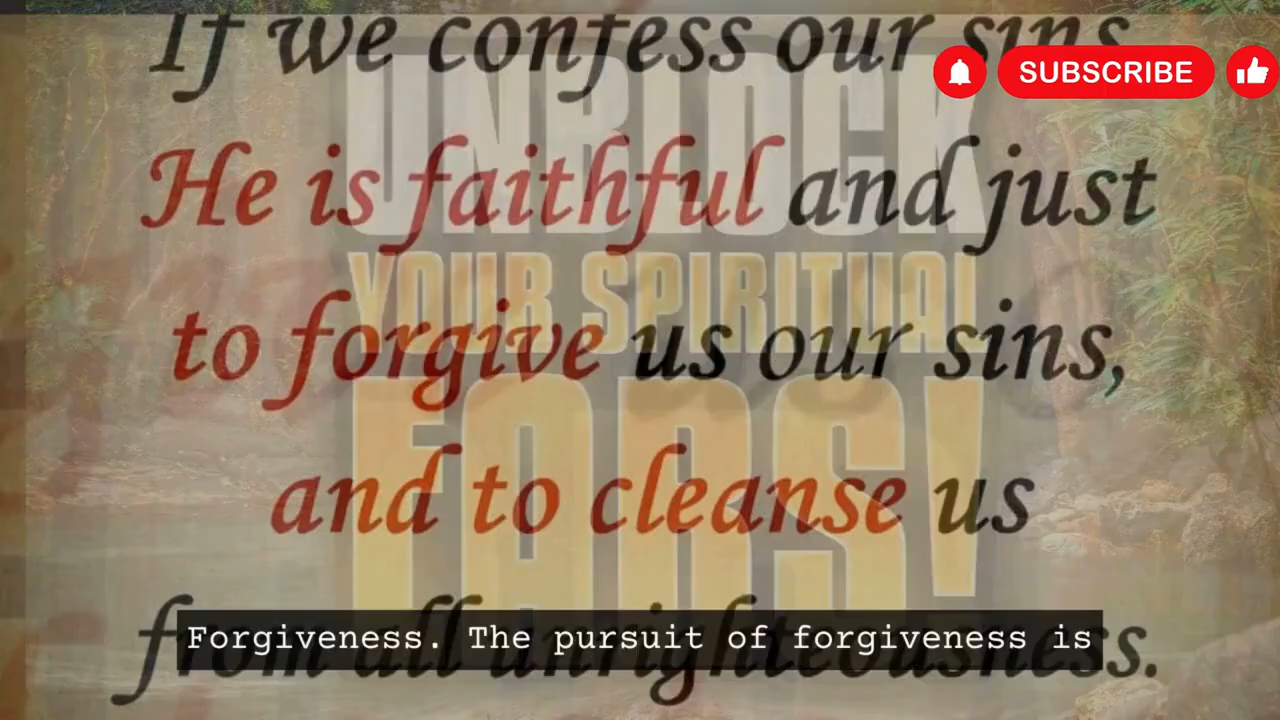 If we confess our sins
SUBSCRIBE
He is faithful and just
to forgive us our sins,
and to cleanse us
from all unrighteousness.
UNBLOCK
YOUR SPIRITUAL
EARS!
Forgiveness. The pursuit of forgiveness is